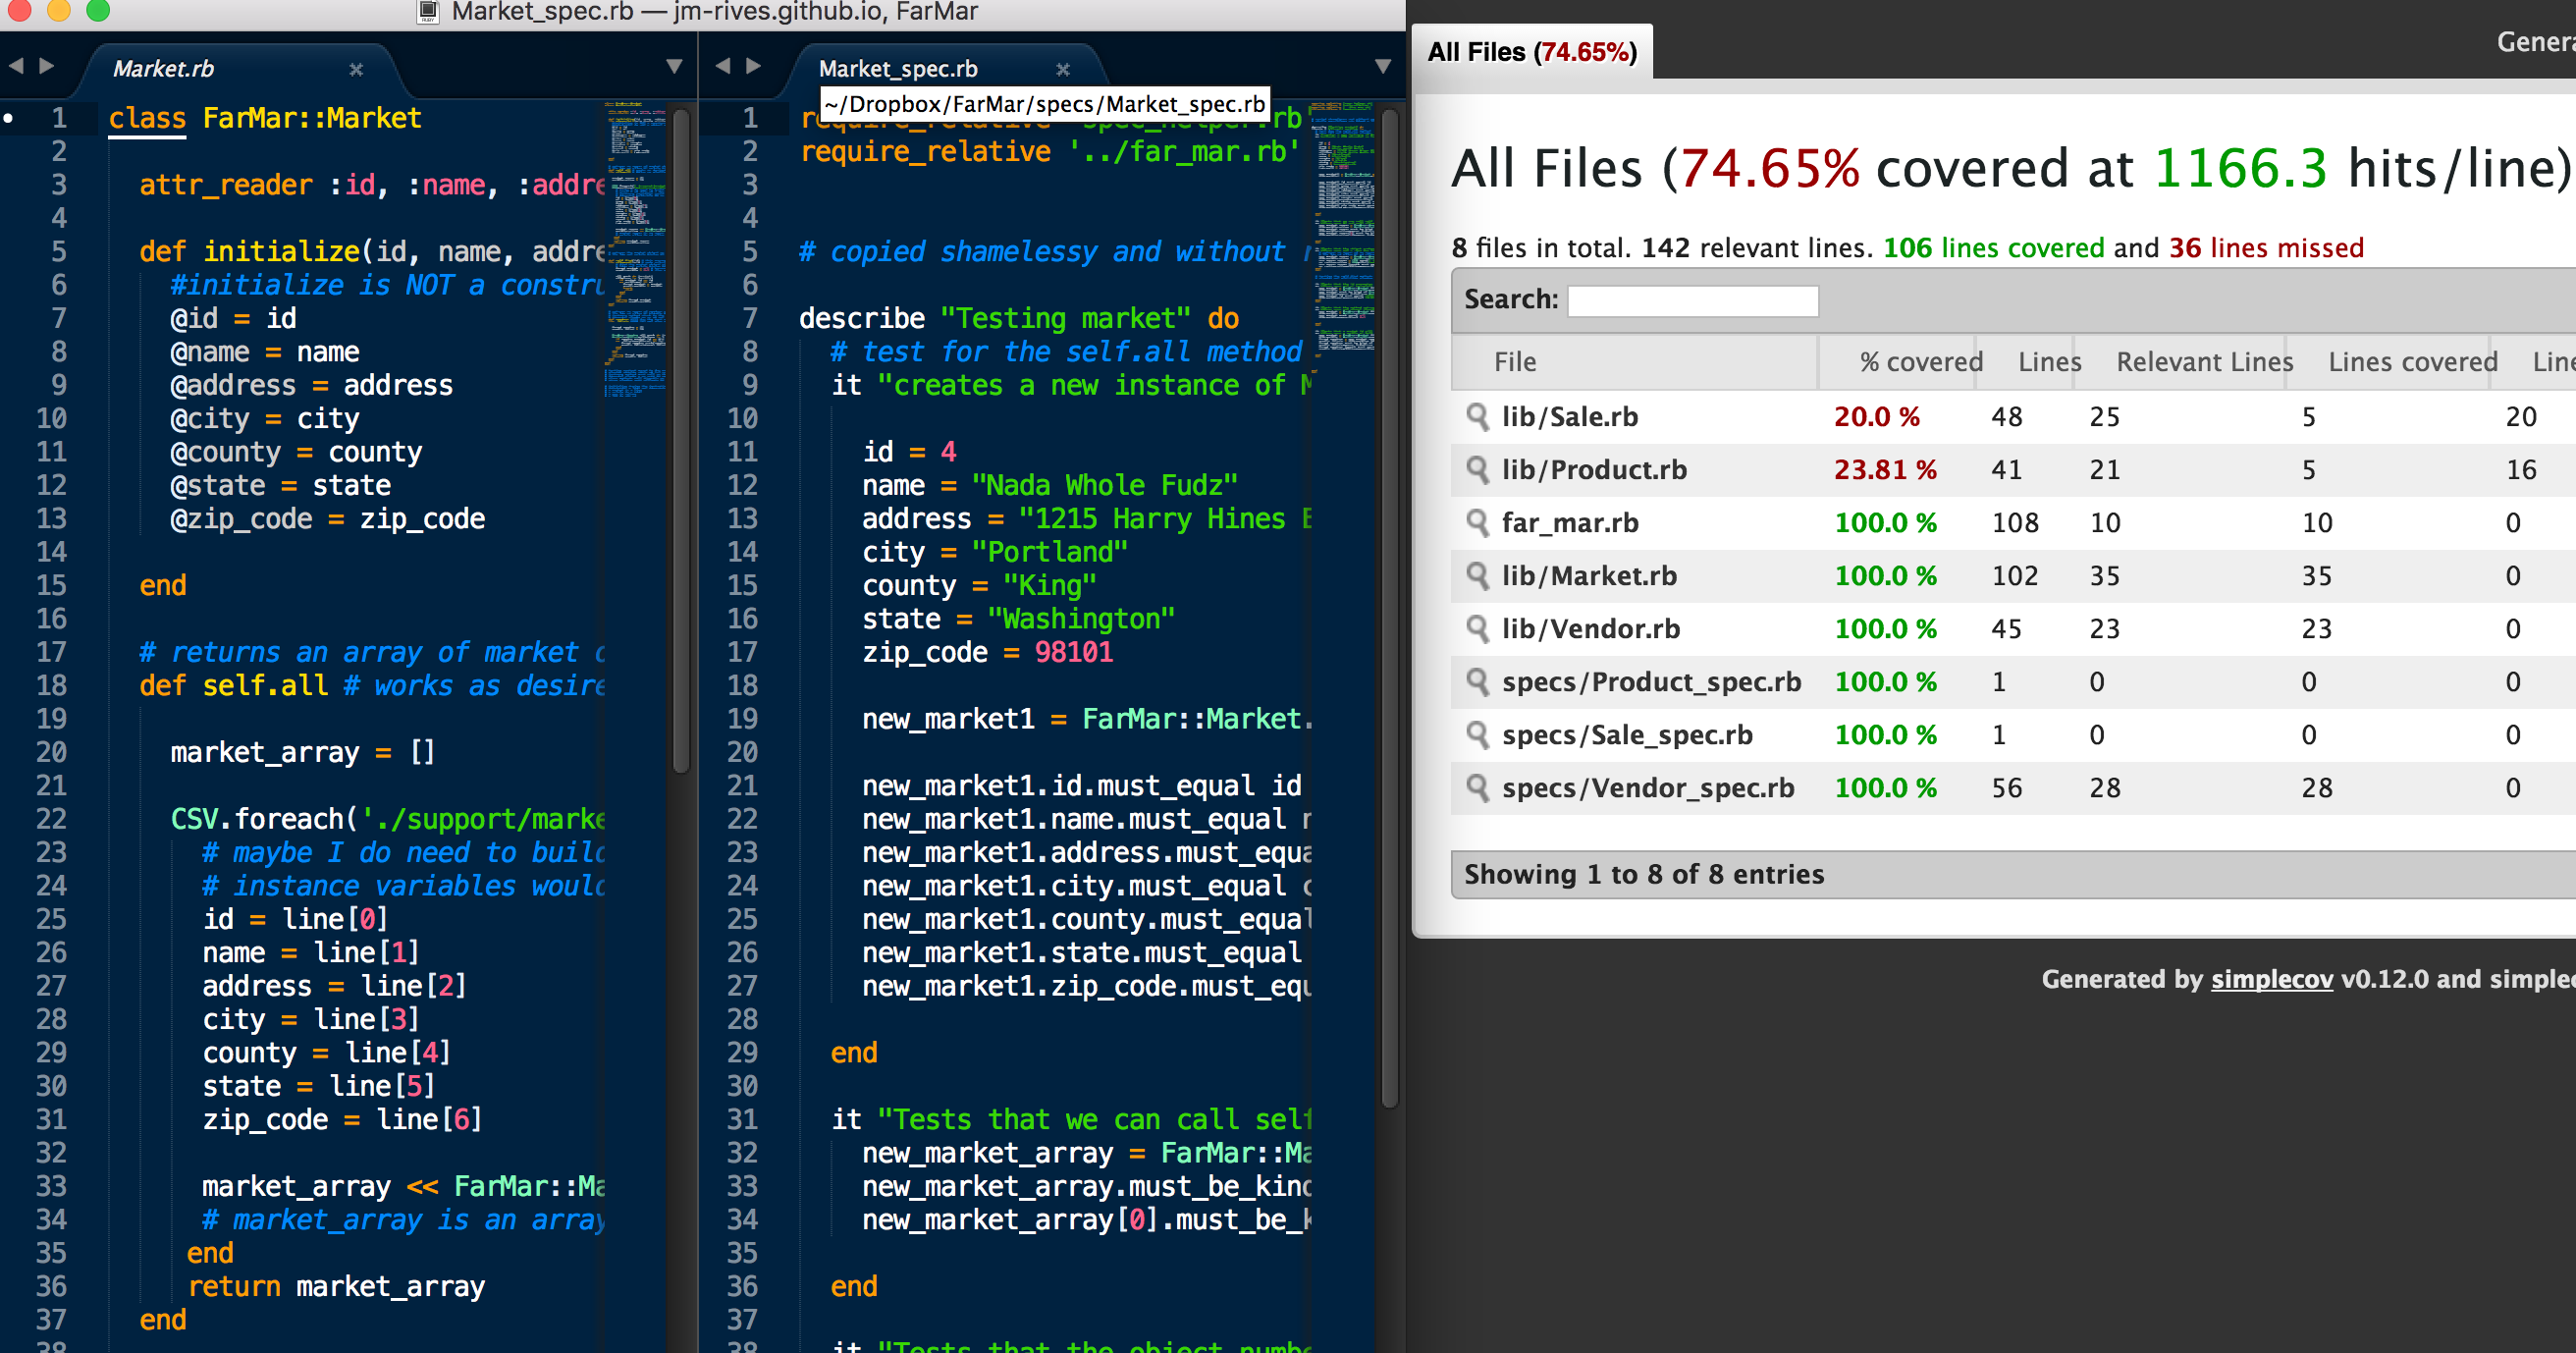 Market_spec.rb — jm-rives.github.io, FarMar
Market.rb
1 class FarMar::Market
2
3 attr_reader :id, :name, :addre
4
5 def initialize(id, name, addre
6 #initialize is NOT a constru
7 @id = id
8 @name = name
9 @address = address
10 @city = city
11 @county = county
12 @state = state
13 @zip_code = zip_code
14
15 end
16
17 # returns an array of market
18 def self.all # works as desire
19
20 market_array = []
21
22 CSV.foreach('./support/marke
23 # maybe I do need to build
24 # instance variables would
25 id = line[0]
26 name = line[1]
27 address = line[2]
28 city = line[3]
29 county = line[4]
30 state = line[5]
31 zip_code = line[6]
32
33 market_array << FarMar::Ma
34 # market_array is an array
35 end
36 return market_array
37 end
38
Market_spec.rb
~/Dropbox/FarMar/specs/Market_spec.rb
1 require_relative 'spec_helper.rb'
2 require_relative '../far_mar.rb'
3
4
5 # copied shamelessy and without
6
7 describe "Testing market" do
8 # test for the self.all method
9 it "creates a new instance of M
10
11 id = 4
12 name = "Nada Whole Fudz"
13 address = "1215 Harry Hines
14 city = "Portland"
15 county = "King"
16 state = "Washington"
17 zip_code = 98101
18
19 new_market1 = FarMar::Market.
20
21 new_market1.id.must_equal id
22 new_market1.name.must_equal n
23 new_market1.address.must_equa
24 new_market1.city.must_equal c
25 new_market1.county.must_equal
26 new_market1.state.must_equal
27 new_market1.zip_code.must_equ
28
29 end
30
31 it "Tests that we can call self
32 new_market_array = FarMar::Ma
33 new_market_array.must_be_kind
34 new_market_array[0].must_be_k
35
36 end
37
38 it "Tests that the object numbe
Genera
All Files (74.65%)
All Files (74.65% covered at 1166.3 hits/line)
8 files in total. 142 relevant lines. 106 lines covered and 36 lines missed
Search:
File % covered Lines Relevant Lines Lines covered Line
lib/Sale.rb 20.0 % 48 25 5 20
lib/Product.rb 23.81 % 41 21 5 16
far_mar.rb 100.0 % 108 10 10 0
lib/Market.rb 100.0 % 102 35 35 0
lib/Vendor.rb 100.0 % 45 23 23 0
specs/Product_spec.rb 100.0 % 1 0 0 0
specs/Sale_spec.rb 100.0 % 1 0 0 0
specs/Vendor_spec.rb 100.0 % 56 28 28 0
Showing 1 to 8 of 8 entries
Generated by simplecov v0.12.0 and simplec